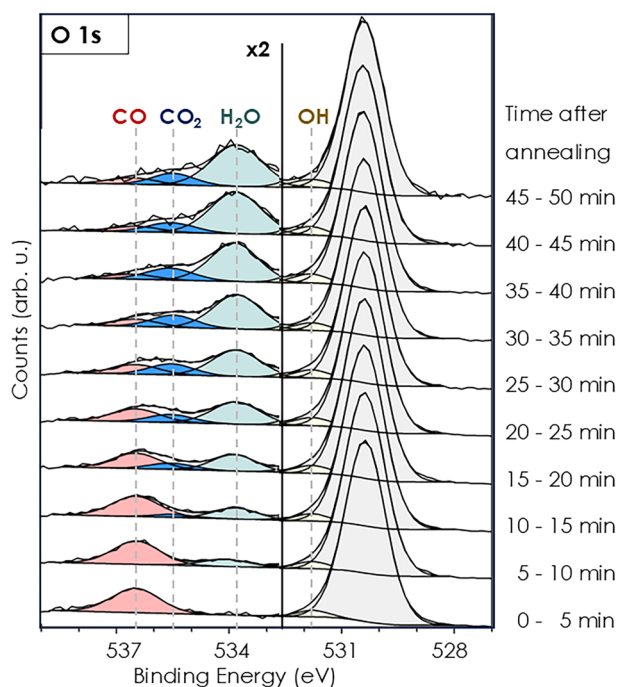 O 1s
x2
CO CO₂ H₂O OH
Time after
annealing
45 - 50 min
40 - 45 min
35 - 40 min
30 - 35 min
25 - 30 min
20 - 25 min
15 - 20 min
10 - 15 min
5 - 10 min
0 - 5 min
Counts (arb. u.)
537 534 531 528
Binding Energy (eV)